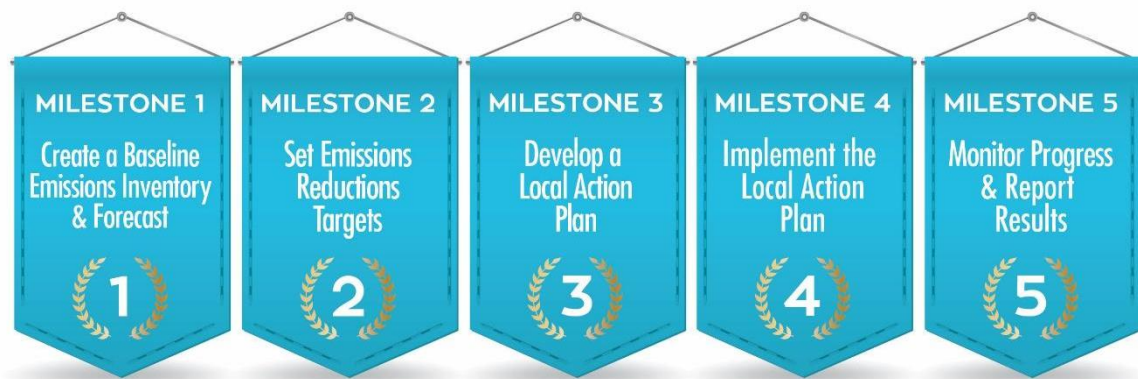 MILESTONE 1
Create a Baseline
Emissions Inventory
& Forecast
1
MILESTONE 2
Set Emissions
Reductions
Targets
2
MILESTONE 3
Develop a
Local Action
Plan
3
MILESTONE 4
Implement the
Local Action
Plan
4
MILESTONE 5
Monitor Progress
& Report
Results
5